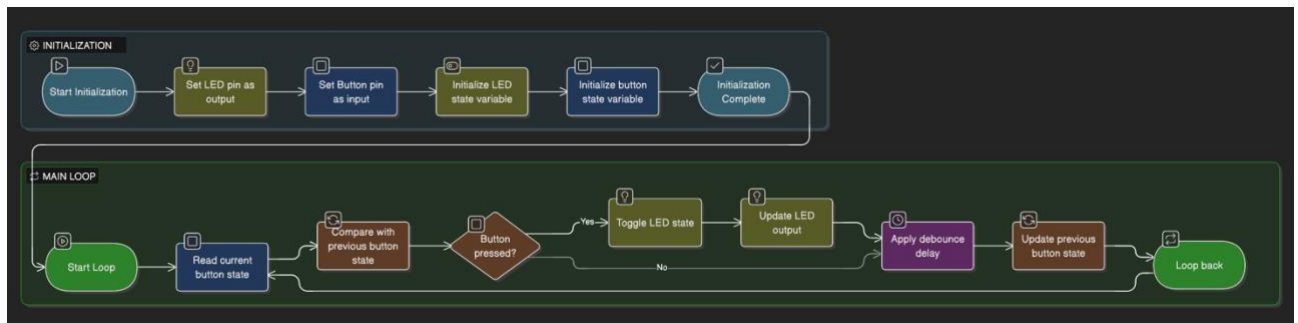 INITIALIZATION
Start Initialization
Set LED pin as
output
Set Button pin
as input
Initialize LED
state variable
Initialize button
state variable
Initialization
Complete
MAIN LOOP
Start Loop
Read current
button state
Compare with
previous button
state
Button
pressed?
Yes
Toggle LED state
Update LED
output
No
Apply debounce
delay
Update previous
button state
Loop back